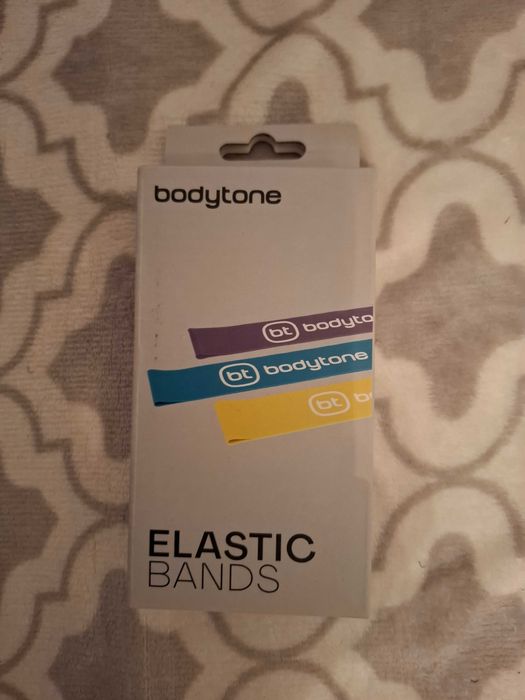 bodytone
bt bodyto
bt bodytone
bt b
ELASTIC
BANDS